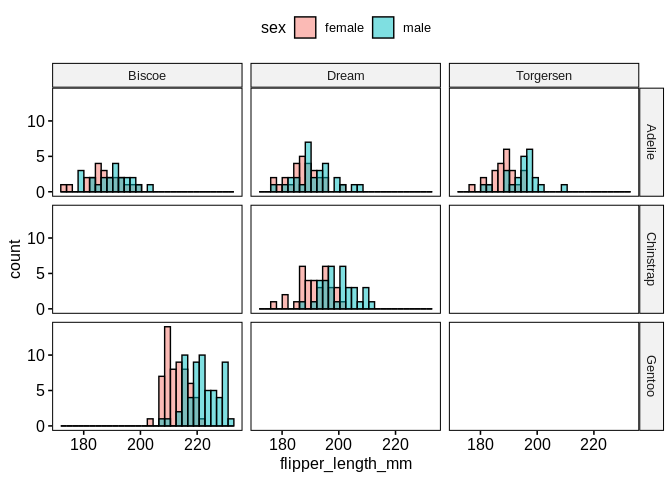 sex female male
Biscoe Dream Torgersen
10
5
0
Adelie
10
5
0
Chinstrap
10
5
0
Gentoo
count
180 200 220 180 200 220 180 200 220
flipper_length_mm